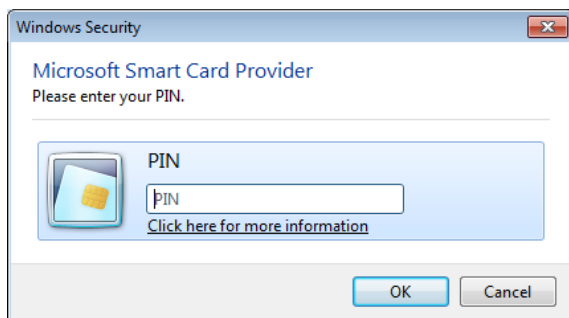 Windows Security
Microsoft Smart Card Provider
Please enter your PIN.
PIN
PIN
Click here for more information
OK
Cancel